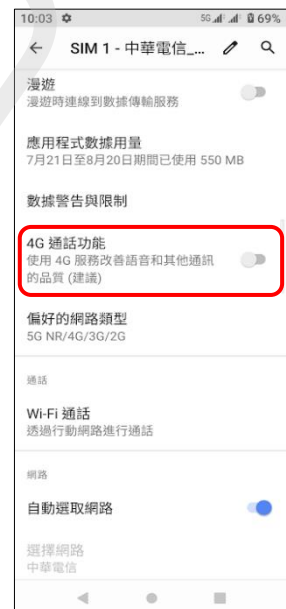 10:03 5G 69%
SIM 1 - 中華電信_...
漫遊
漫遊時連線到數據傳輸服務
應用程式數據用量
7月21日至8月20日期間已使用 550 MB
數據警告與限制
4G 通話功能
使用 4G 服務改善語音和其他通訊
的品質 (建議)
偏好的網路類型
5G NR/4G/3G/2G
通話
Wi-Fi 通話
透過行動網路進行通話
網路
自動選取網路
選擇網路
中華電信